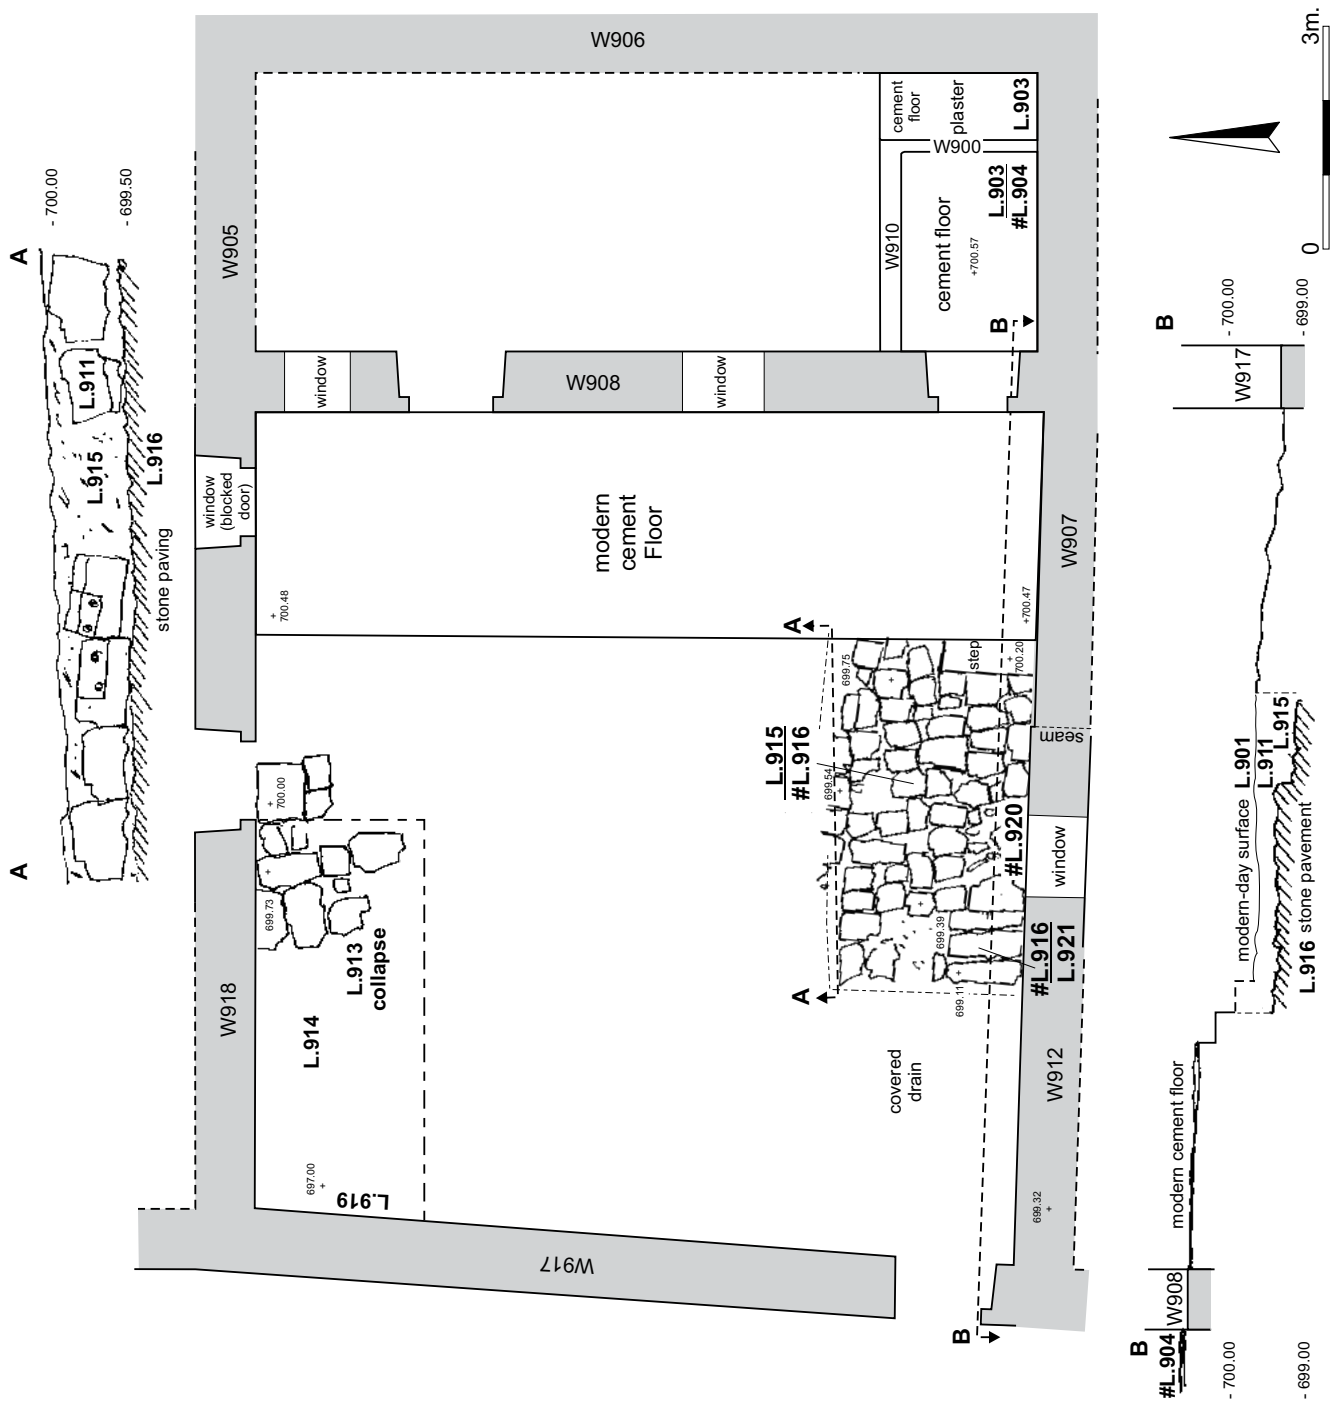 W906
3m.
cement
floor
plaster
L.903
W900
A
- 700.00
- 699.50
W905
W910
cement floor
L.903
#L.904
+700.57
B
0
L.911
L.915
L.916
stone paving
window
W908
window
B
- 700.00
- 699.00
W917
window
(blocked
door)
modern
cement
Floor
W907
+
700.48
+700.47
A
699.75
step
+
700.20
L.915
#L.916
699.54
seam
+
700.00
#L.920
window
modern-day surface
L.901
L.911
L.915
L.916 stone pavement
A
699.73
L.913
collapse
699.39
#L.916
L.921
A
699.11
W918
L.914
covered
drain
W912
modern cement floor
697.00
+
L.919
699.32
+
W917
B
W908
B
#L.904
- 700.00
- 699.00